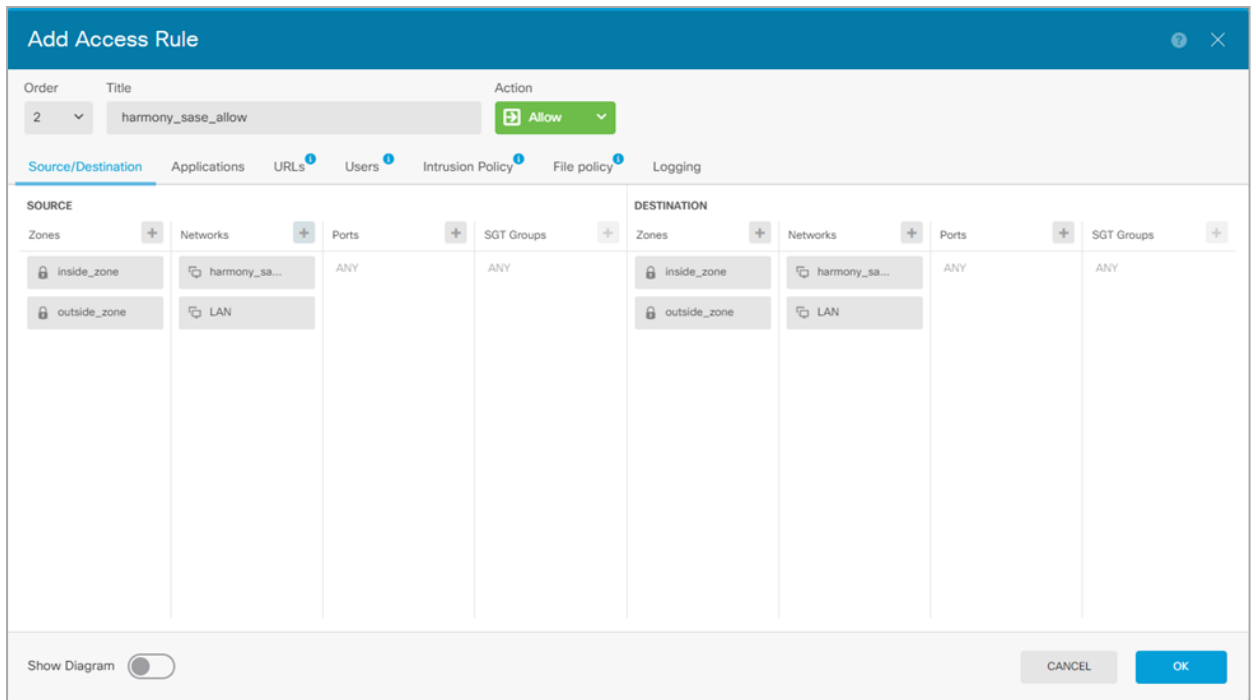 Add Access Rule
Order Title Action
2 harmony_sase_allow Allow
Source/Destination Applications URLs Users Intrusion Policy File policy Logging
SOURCE DESTINATION
Zones Networks Ports SGT Groups Zones Networks Ports SGT Groups
inside_zone harmony_sa... ANY ANY inside_zone harmony_sa... ANY ANY
outside_zone LAN outside_zone LAN
Show Diagram CANCEL OK